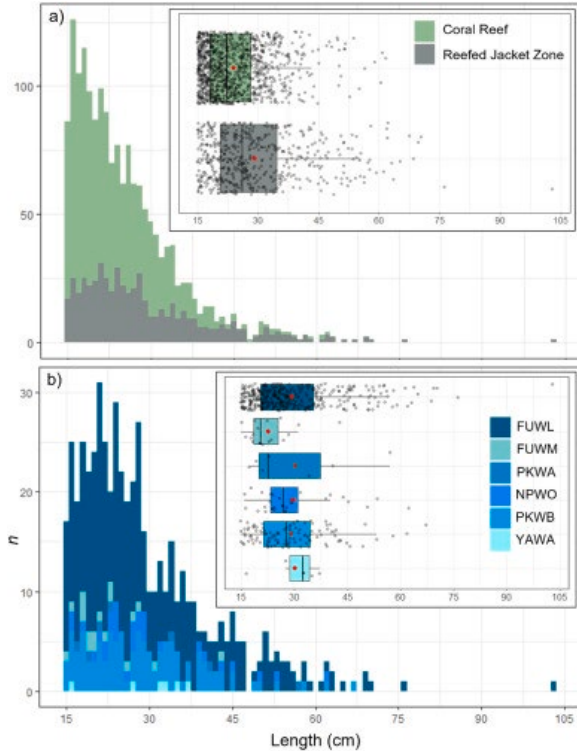 a)
Coral Reef
Reefed Jacket Zone
100
50
0
15 30 45 60 75 90 105
b)
FUWL
FUWM
PKWA
NPWO
PKWB
YAWA
30
20
10
0
n
15 30 45 60 75 90 105
15 30 45 60 75 90 105
Length (cm)